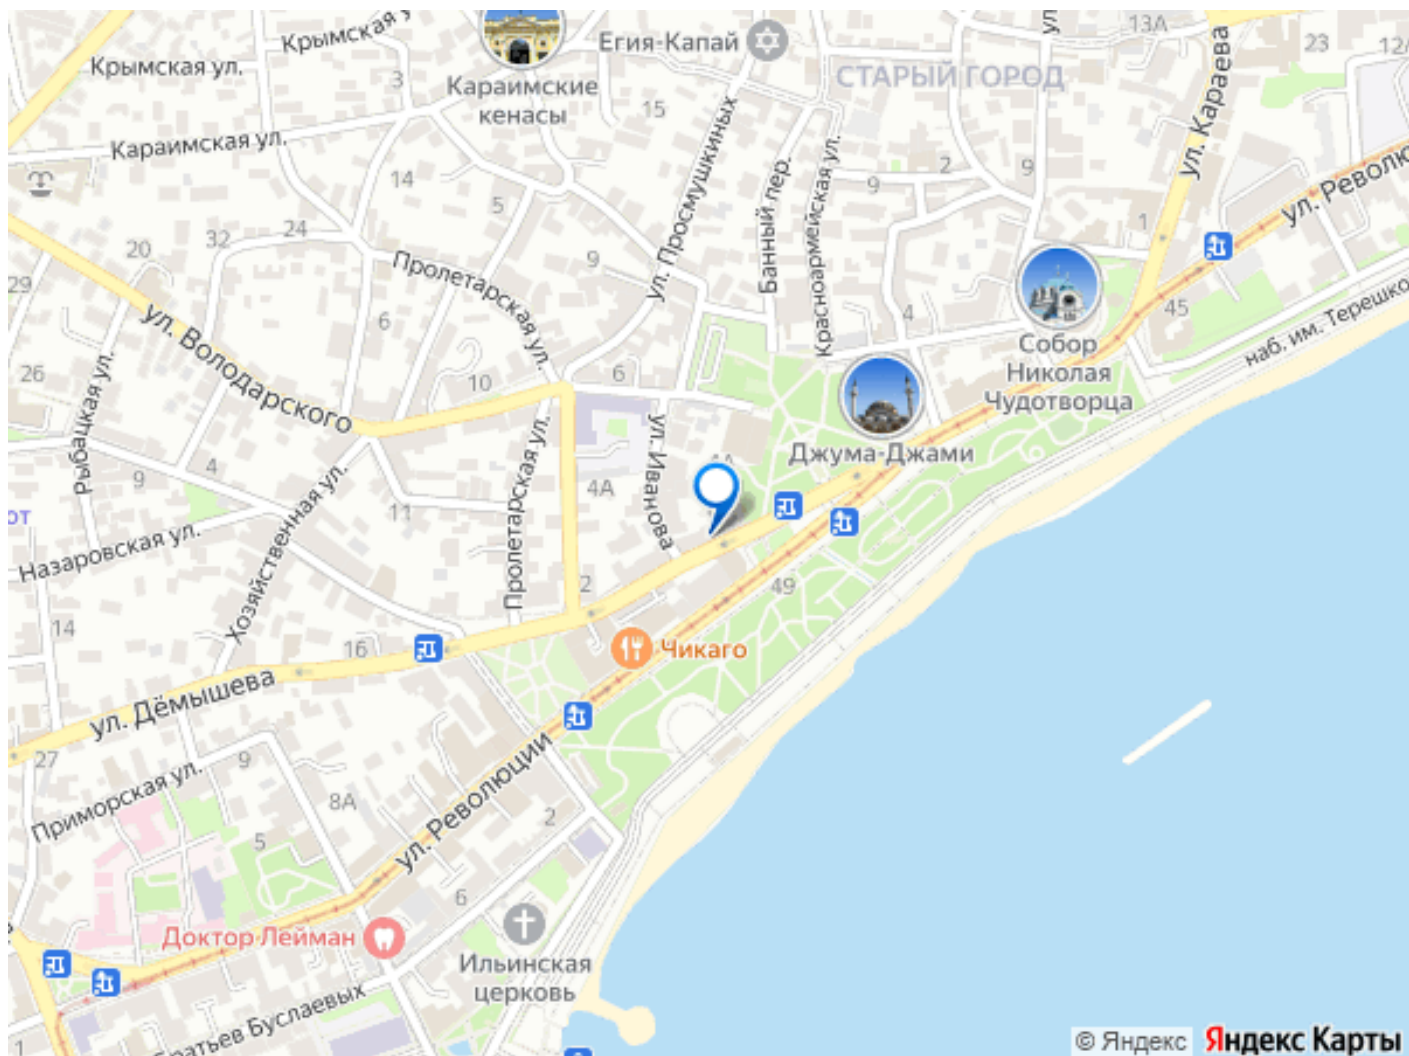 Крымская у
13А
Егия-Капай
23
12А
Крымская ул.
3
СТАРЫЙ ГОРОД
ул.
ул. Караева
Караимские
кенасы
15
Караимская ул.
14
5
ул. Просмушкиных
Банный пер.
Красноармейская ул.
9
2
9
1
ул. Револю
20
32
24
Пролетарская ул.
9
29
ул. Володарского
6
4
45
наб. им. Терешко
Собор
Николая
Чудотворца
26
Рыбацкая ул.
10
6
Джума-Джами
4
9
4А
ул. Иванова
Пролетарская ул.
11
от
Назаровская ул.
Хозяйственная ул.
2
49
14
16
Чикаго
ул. Дёмышева
27
9
Приморская ул.
8А
ул. Революции
5
2
6
Доктор Лейман
Ильинская
церковь
Братьев Буслаевых
1
© Яндекс Яндекс Карты